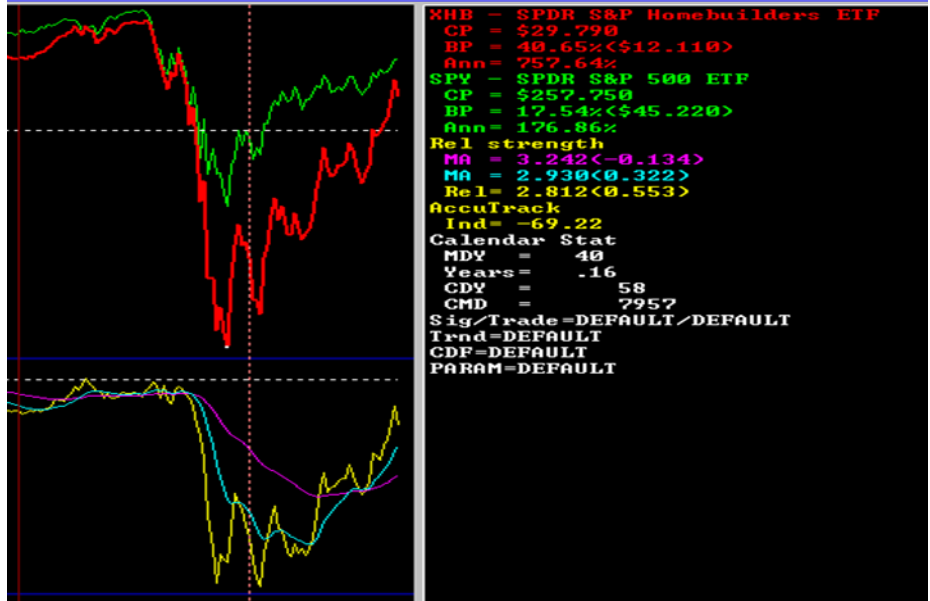 XHB - SPDR S&P Homebuilders ETF
CP = $29.790
BP = 40.65%($12.110)
Ann= 757.64%
SPY - SPDR S&P 500 ETF
CP = $257.750
BP = 17.54%($45.220)
Ann= 176.86%
Rel strength
MA = 3.242(-0.134)
MA = 2.930(0.322)
Rel= 2.812(0.553)
AccuTrack
Ind= -69.22
Calendar Stat
MDY = 40
Years= .16
CDY = 58
CMD = 7957
Sig/Trade=DEFAULT/DEFAULT
Trnd=DEFAULT
CDF=DEFAULT
PARAM=DEFAULT